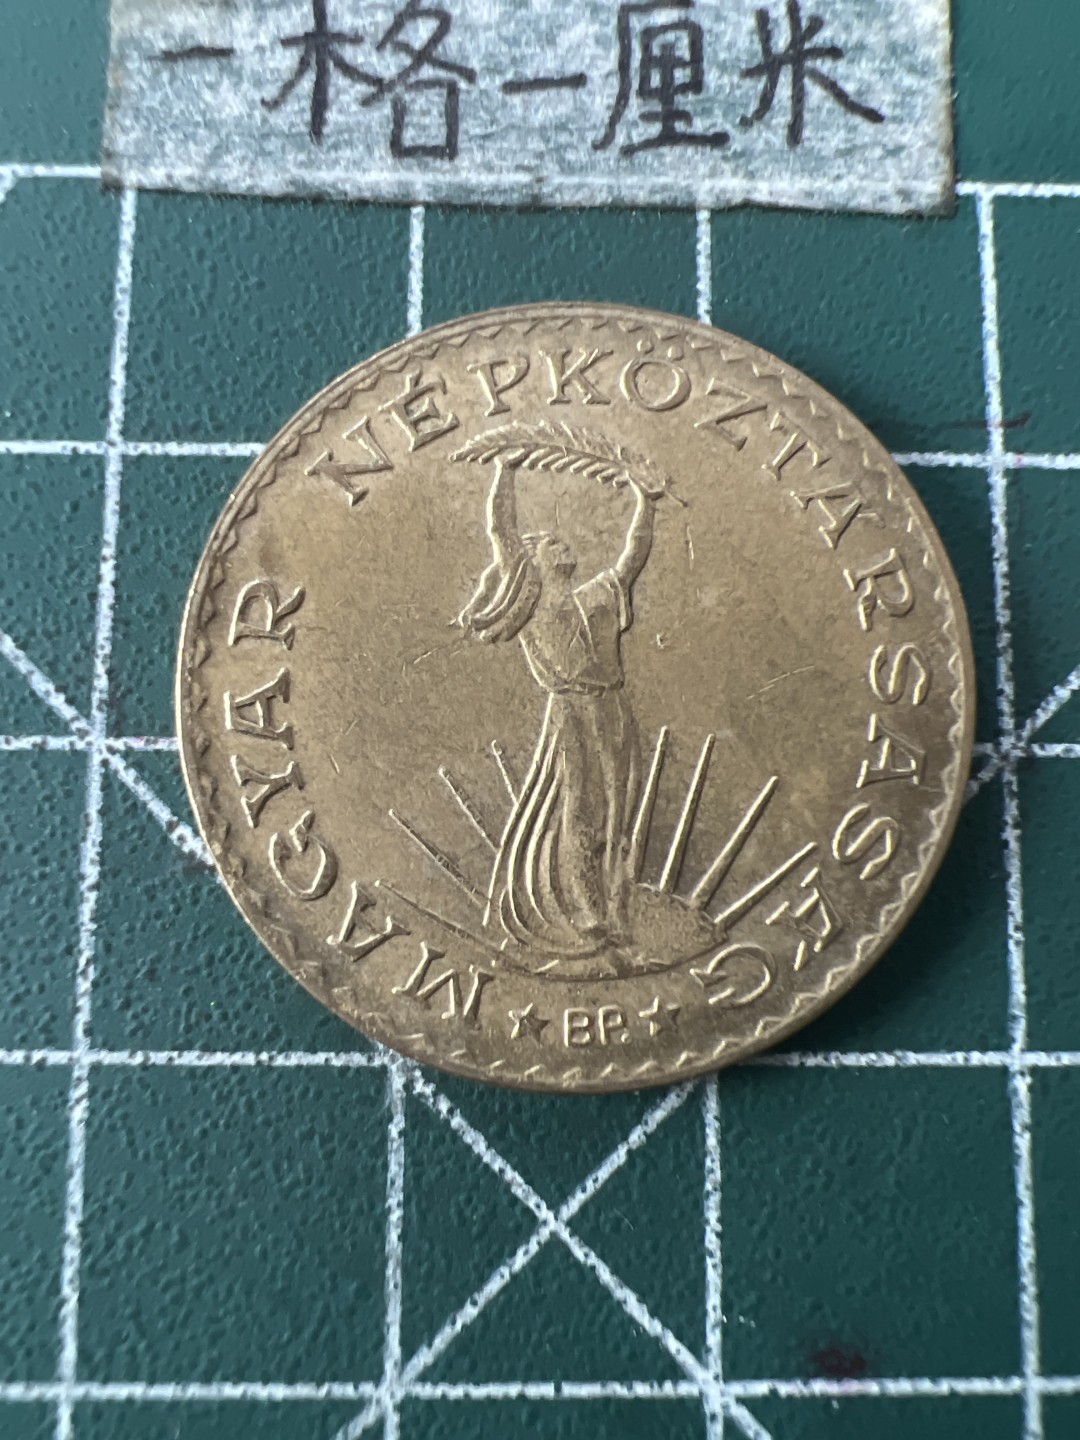 一格一厘米
MAGYAR NÉPKÖZTÁRSASÁG
★ BP. ★